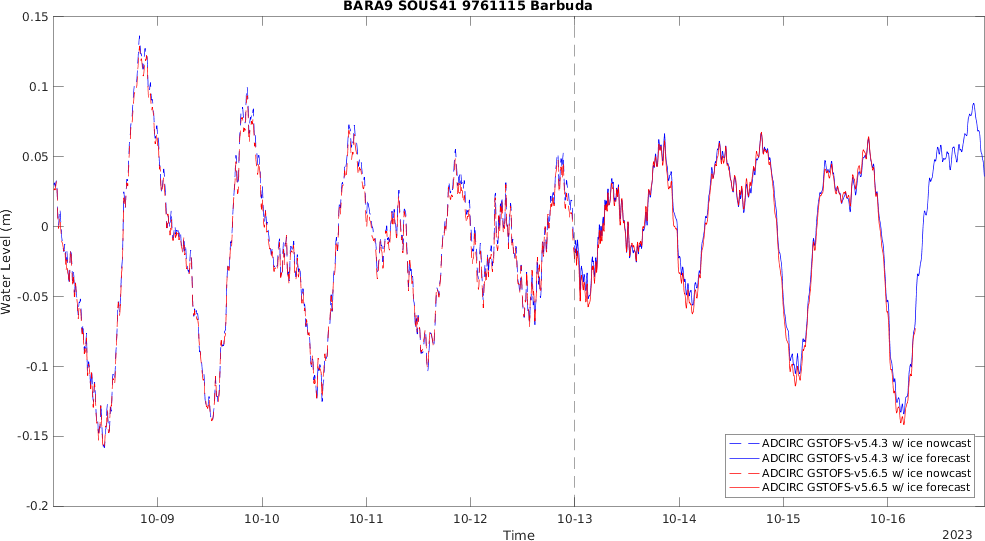 BARA9 SOUS41 9761115 Barbuda
0.15
0.1
0.05
0
-0.05
-0.1
-0.15
-0.2
Water Level (m)
10-09 10-10 10-11 10-12 10-13 10-14 10-15 10-16
Time
2023
ADCIRC GSTOFS-v5.4.3 w/ ice nowcast
ADCIRC GSTOFS-v5.4.3 w/ ice forecast
ADCIRC GSTOFS-v5.6.5 w/ ice nowcast
ADCIRC GSTOFS-v5.6.5 w/ ice forecast